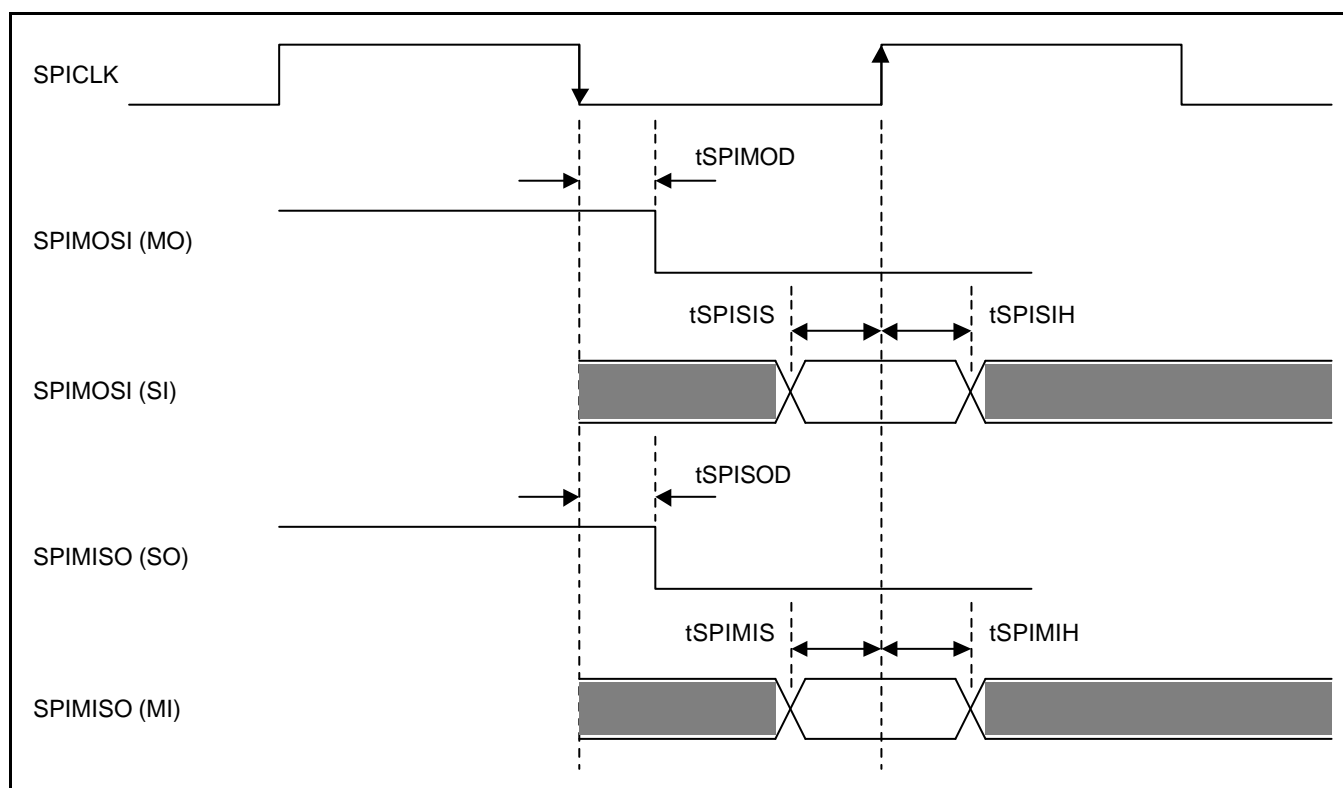 SPICLK
tSPIMOD
SPIMOSI (MO)
tSPISIS
tSPISIH
SPIMOSI (SI)
tSPISOD
SPIMISO (SO)
tSPIMIS
tSPIMIH
SPIMISO (MI)